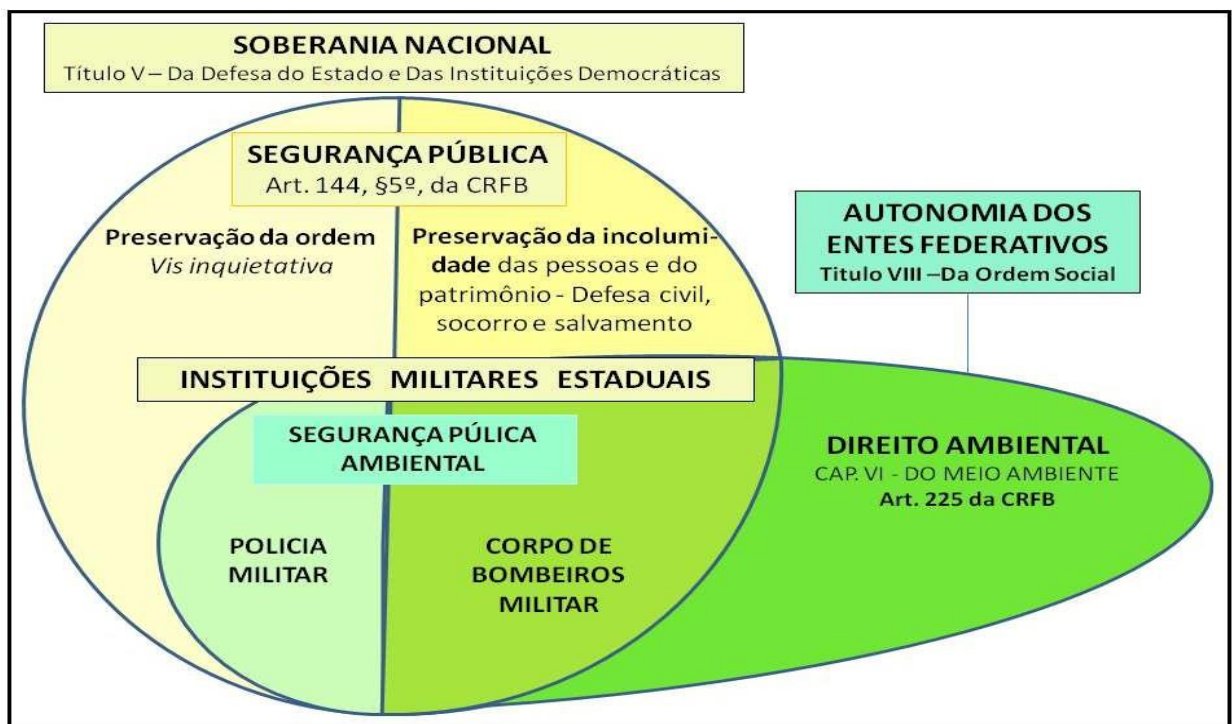 SOBERANIA NACIONAL
Título V – Da Defesa do Estado e Das Instituições Democráticas
SEGURANÇA PÚBLICA
Art. 144, §5º, da CRFB
Preservação da ordem
Vis inquietativa
Preservação da incolumi-
dade das pessoas e do
patrimônio - Defesa civil,
socorro e salvamento
AUTONOMIA DOS
ENTES FEDERATIVOS
Titulo VIII –Da Ordem Social
INSTITUIÇÕES MILITARES ESTADUAIS
SEGURANÇA PÚLICA
AMBIENTAL
DIREITO AMBIENTAL
CAP. VI - DO MEIO AMBIENTE
Art. 225 da CRFB
POLICIA
MILITAR
CORPO DE
BOMBEIROS
MILITAR